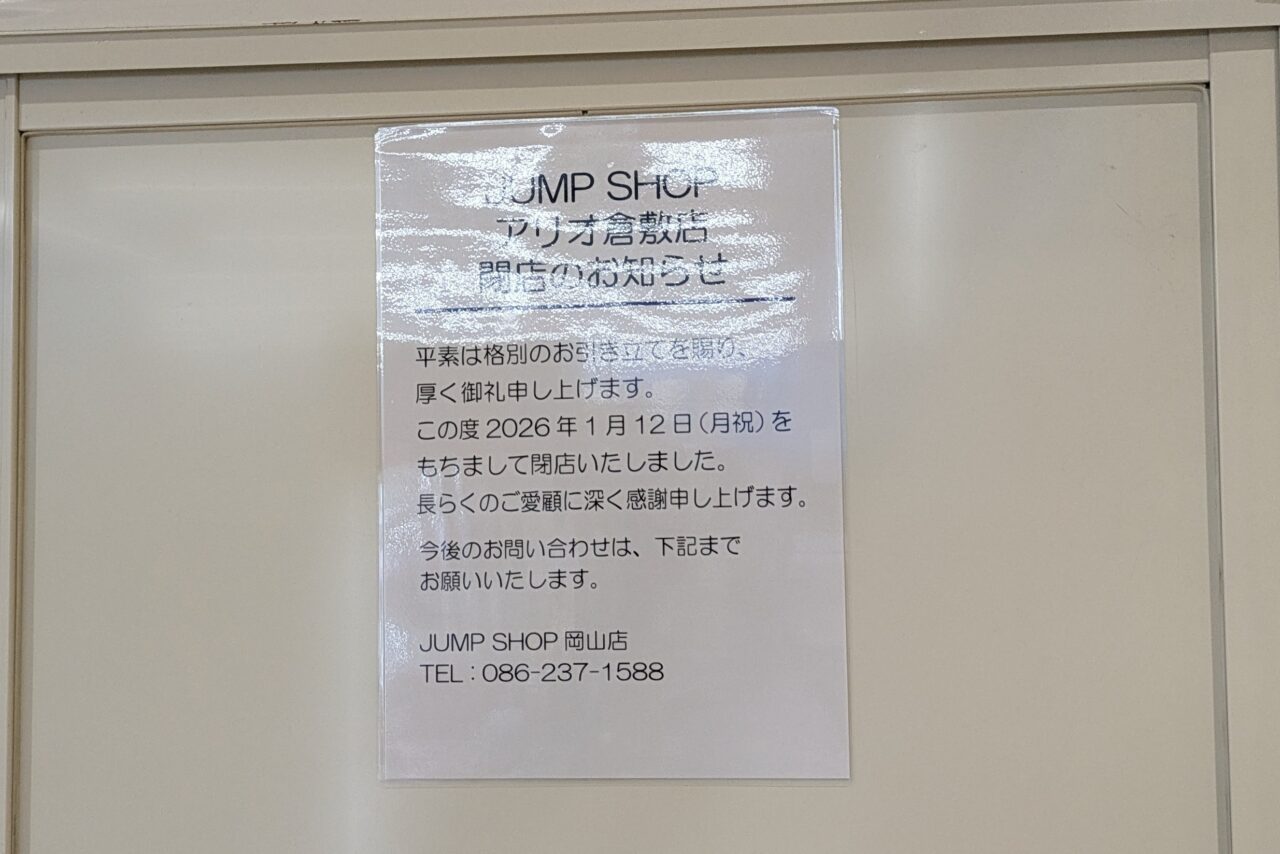 JUMP SHOP
アリオ倉敷店
閉店のお知らせ
平素は格別のお引き立てを賜り、
厚く御礼申し上げます。
この度 2026 年 1 月 12 日(月祝)を
もちまして閉店いたしました。
長らくのご愛顧に深く感謝申し上げます。
今後のお問い合わせは、下記まで
お願いいたします。
JUMP SHOP 岡山店
TEL：086-237-1588